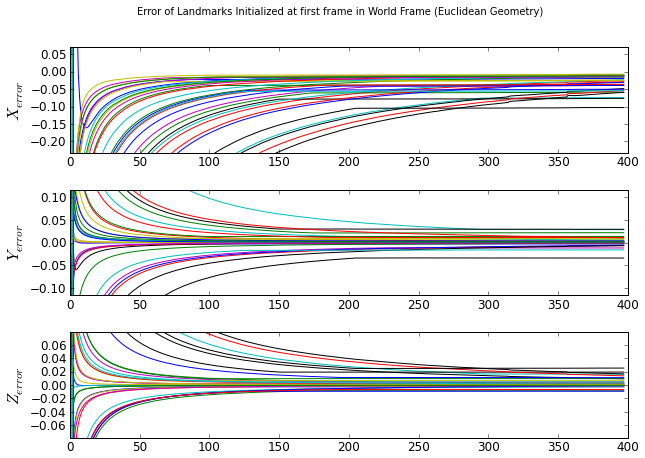 Error of Landmarks Initialized at first frame in World Frame (Euclidean Geometry)
X_error
0.05
0.00
−0.05
−0.10
−0.15
−0.20
0 50 100 150 200 250 300 350 400
Y_error
0.10
0.05
0.00
−0.05
−0.10
0 50 100 150 200 250 300 350 400
Z_error
0.06
0.04
0.02
0.00
−0.02
−0.04
−0.06
0 50 100 150 200 250 300 350 400